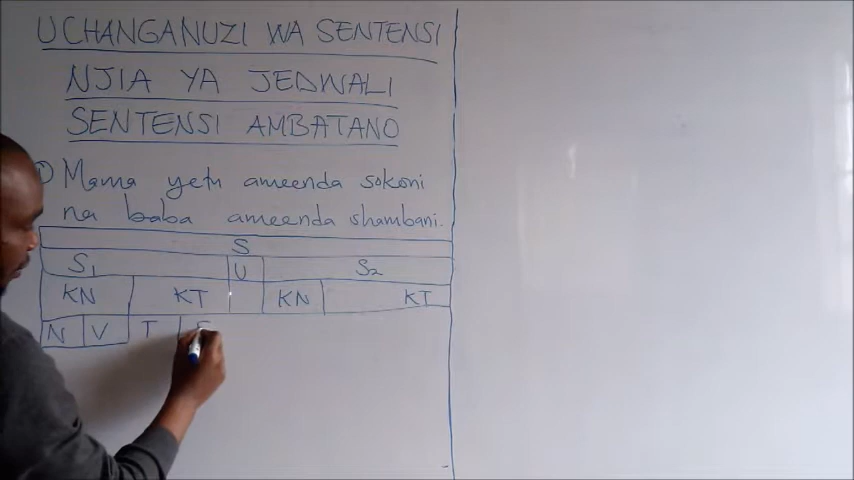 UCHANGANUZI WA SENTENSI
NJIA YA JEDWALI
SENTENSI AMBATANO
① Mama yetu ameenda sokoni
na baba ameenda shambani.
S
S1 U S2
KN KT KN KT
N V T